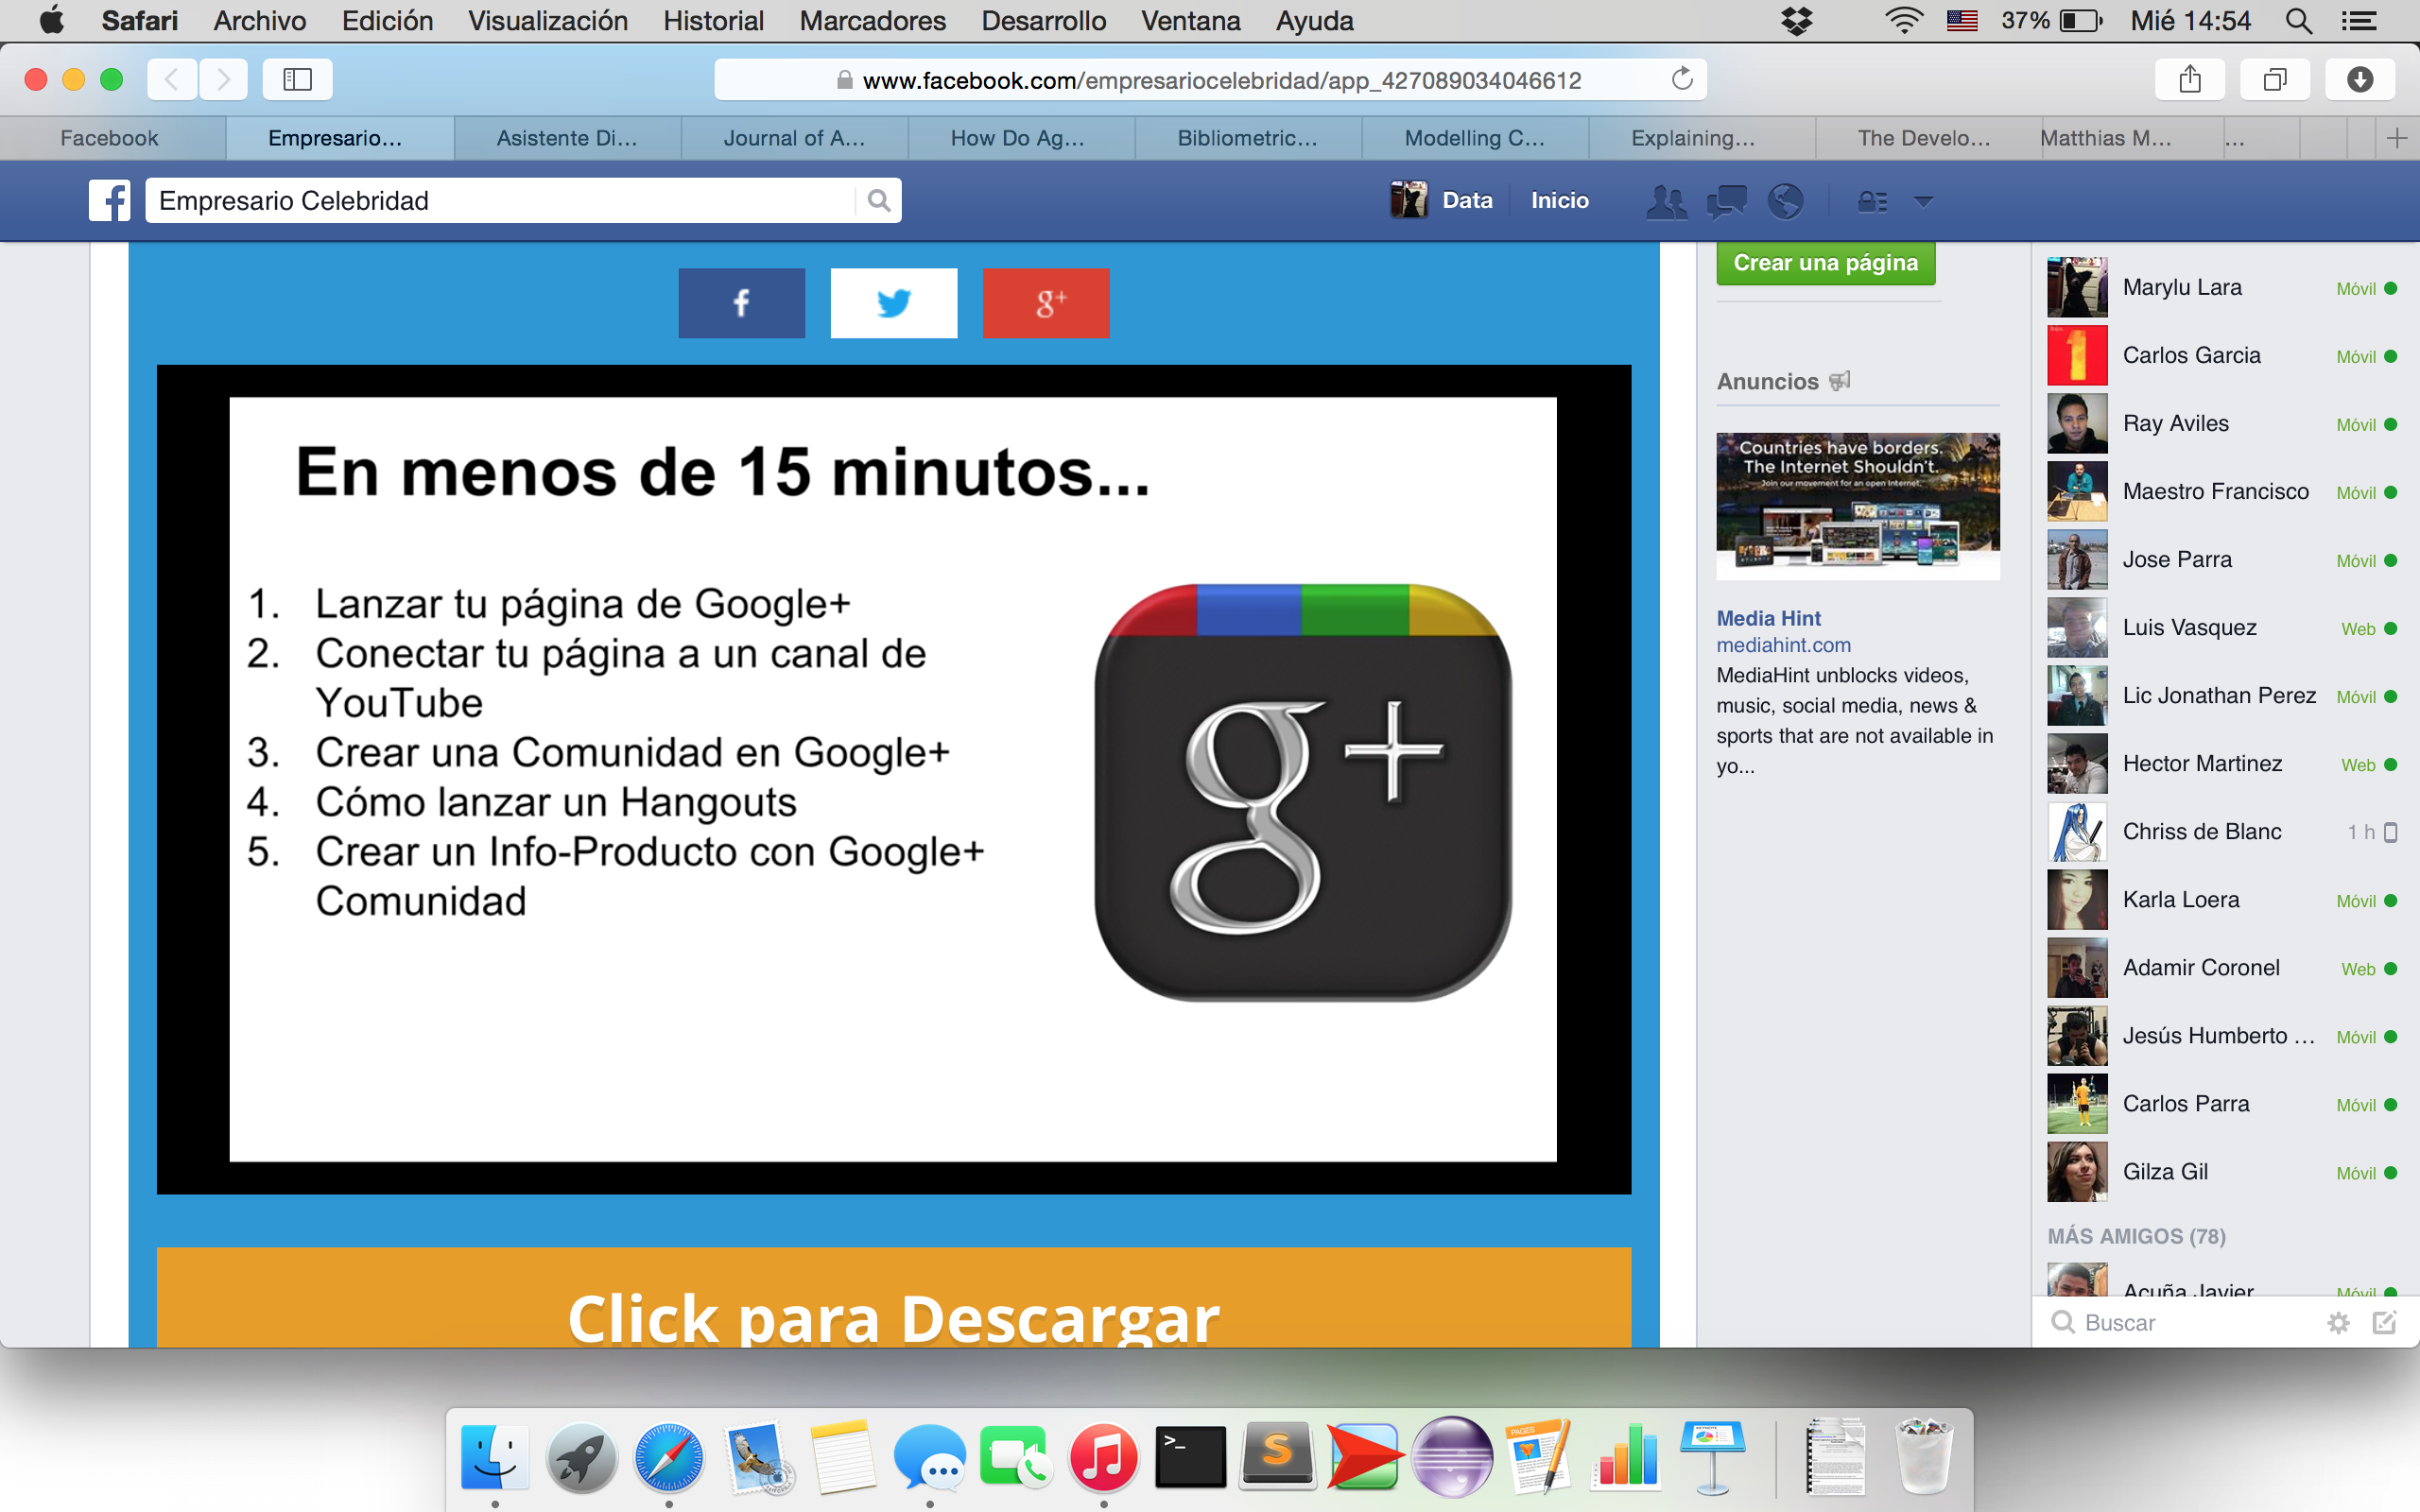 Safari Archivo Edición Visualización Historial Marcadores Desarrollo Ventana Ayuda 37% Mié 14:54
www.facebook.com/empresariocelebridad/app_427089034046612
Facebook Empresario... Asistente Di... Journal of A... How Do Ag... Bibliometric... Modelling C... Explaining... The Develo... Matthias M... ...
f Empresario Celebridad Data Inicio
f g+
Crear una página
Anuncios
Countries have borders.
The Internet Shouldn't.
Join our movement for an open Internet.
Media Hint
mediahint.com
MediaHint unblocks videos,
music, social media, news &
sports that are not available in
yo...
En menos de 15 minutos...
1. Lanzar tu página de Google+
2. Conectar tu página a un canal de
YouTube
3. Crear una Comunidad en Google+
4. Cómo lanzar un Hangouts
5. Crear un Info-Producto con Google+
Comunidad
g+
Click para Descargar
Marylu Lara Móvil
Carlos Garcia Móvil
Ray Aviles Móvil
Maestro Francisco Móvil
Jose Parra Móvil
Luis Vasquez Web
Lic Jonathan Perez Móvil
Hector Martinez Web
Chriss de Blanc 1 h
Karla Loera Móvil
Adamir Coronel Web
Jesús Humberto ... Móvil
Carlos Parra Móvil
Gilza Gil Móvil
MÁS AMIGOS (78)
Acuña Javier Móvil
Buscar
>_
S
PAGES